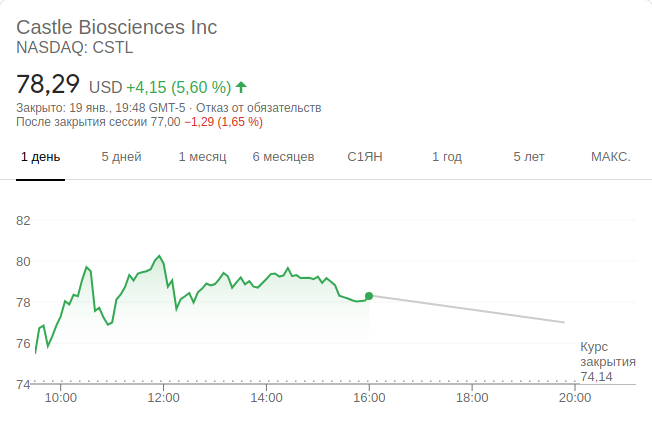 Castle Biosciences Inc
NASDAQ: CSTL
78,29 USD +4,15 (5,60 %)
Закрыто: 19 янв., 19:48 GMT-5 · Отказ от обязательств
После закрытия сессии 77,00 −1,29 (1,65 %)
1 день 5 дней 1 месяц 6 месяцев С1ЯН 1 год 5 лет МАКС.
82
80
78
76
Курс
закрытия
74,14
74
10:00 12:00 14:00 16:00 18:00 20:00